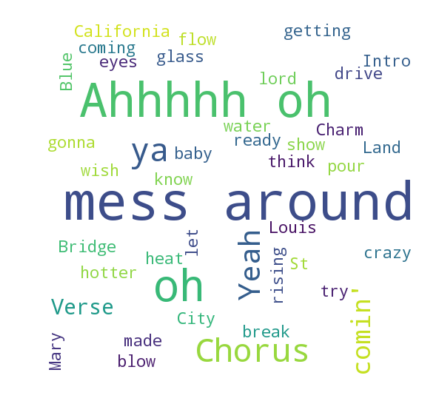 California
flow
getting
coming
Blue
eyes
glass
Intro
lord
drive
Ahhhhh oh
water
Charm
gonna
ya
baby
ready
show
Land
think
pour
wish
know
mess around
Louis
let
Yeah
Bridge
heat
St
rising
crazy
hotter
oh
try
comin'
Verse
City
break
Mary
made
blow
Chorus